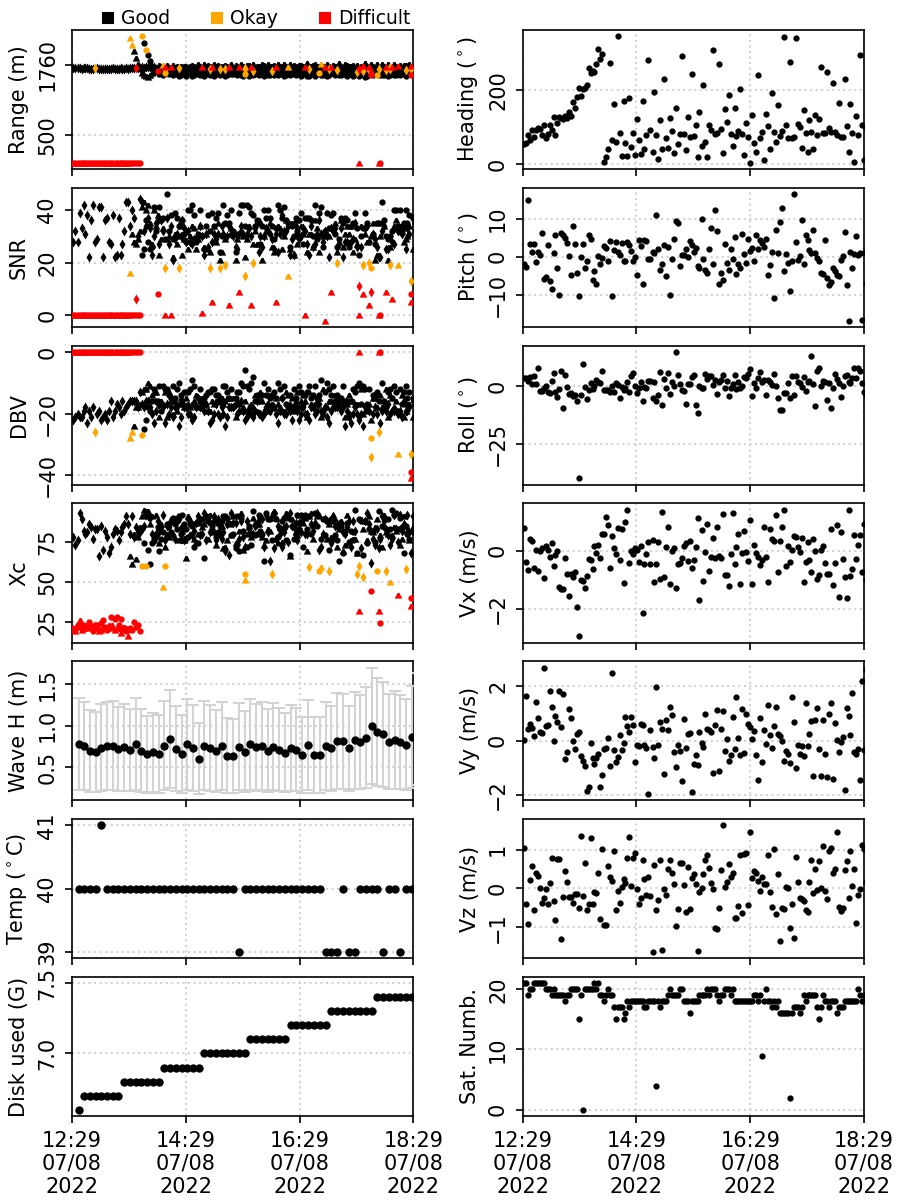 Good Okay Difficult
Range (m)
1760
500
Heading (°)
200
0
SNR
40
20
0
Pitch (°)
10
0
−10
DBV
0
−20
−40
Roll (°)
0
−25
Xc
75
50
25
Vx (m/s)
0
−2
Wave H (m)
1.5
1.0
0.5
Vy (m/s)
2
0
−2
Temp (°C)
41
40
39
Vz (m/s)
1
0
−1
Disk used (G)
7.5
7.0
Sat. Numb.
20
10
0
12:29 14:29 16:29 18:29 12:29 14:29 16:29 18:29
07/08 07/08 07/08 07/08 07/08 07/08 07/08 07/08
2022 2022 2022 2022 2022 2022 2022 2022